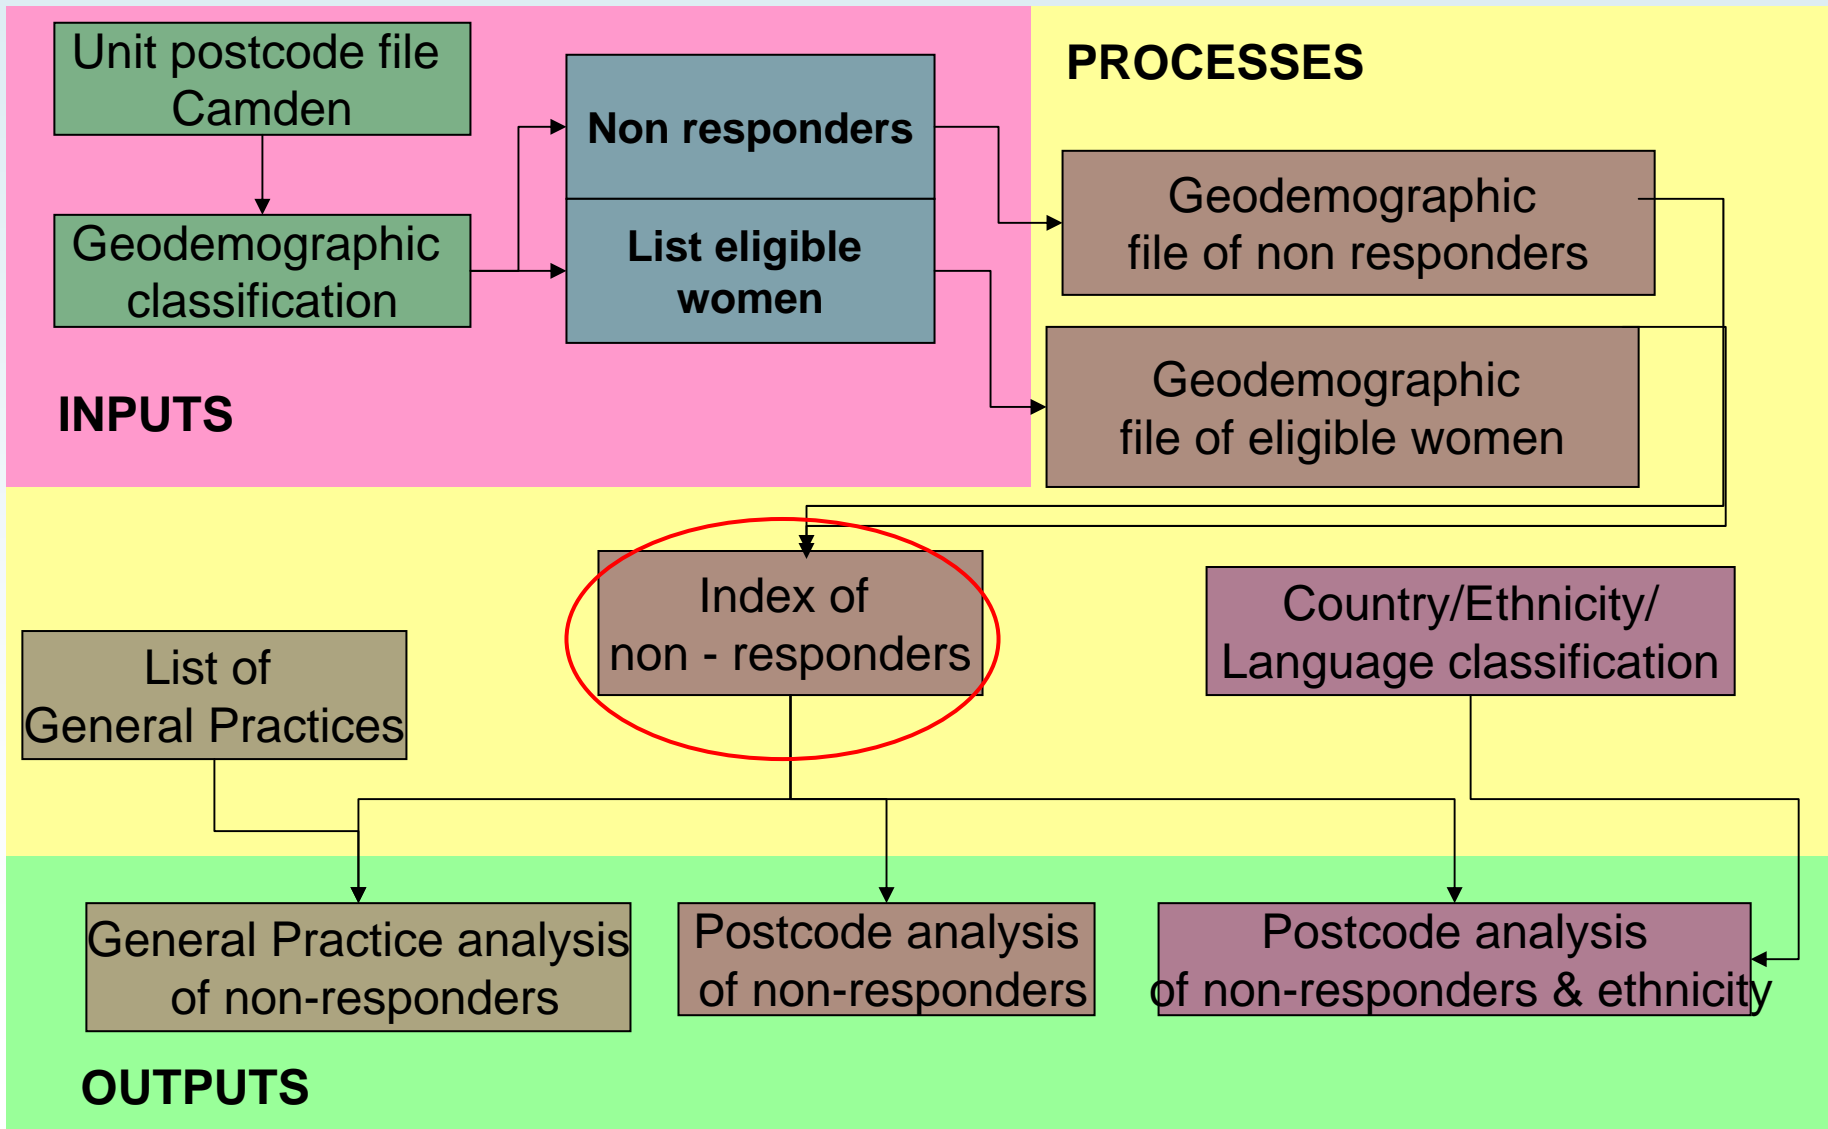 Unit postcode file
Camden
Geodemographic
classification
INPUTS
Non responders
List eligible
women
PROCESSES
Geodemographic
file of non responders
Geodemographic
file of eligible women
Index of
non - responders
Country/Ethnicity/
Language classification
List of
General Practices
General Practice analysis
of non-responders
Postcode analysis
of non-responders
Postcode analysis
of non-responders & ethnicity
OUTPUTS